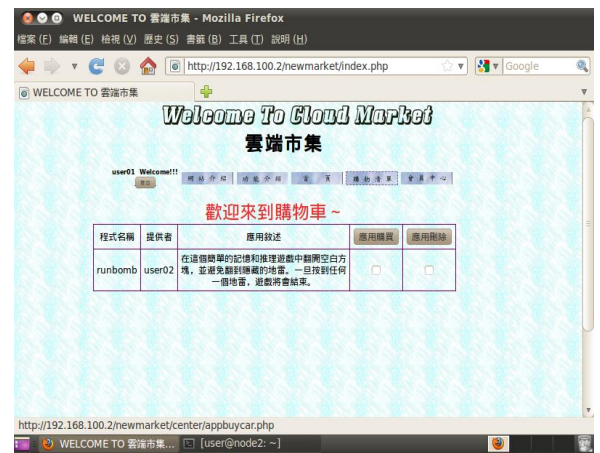 WELCOME TO 雲端市集 - Mozilla Firefox
檔案(F) 編輯(E) 檢視(V) 歷史(S) 書籤(B) 工具(T) 說明(H)
http://192.168.100.2/newmarket/index.php Google
WELCOME TO 雲端市集
Welcome To Cloud Market
雲端市集
user01 Welcome!!!
登出
網站介紹 功能介紹 首頁 購物清單 會員中心
歡迎來到購物車~
程式名稱 提供者 應用敘述 應用購買 應用刪除
在這個簡單的記憶和推理遊戲中翻開空白方
runbomb user02 塊，並避免翻到隱藏的地雷。一旦按到任何
一個地雷，遊戲將會結束。
http://192.168.100.2/newmarket/center/appbuycar.php
WELCOME TO 雲端市集... [user@node2: ~]